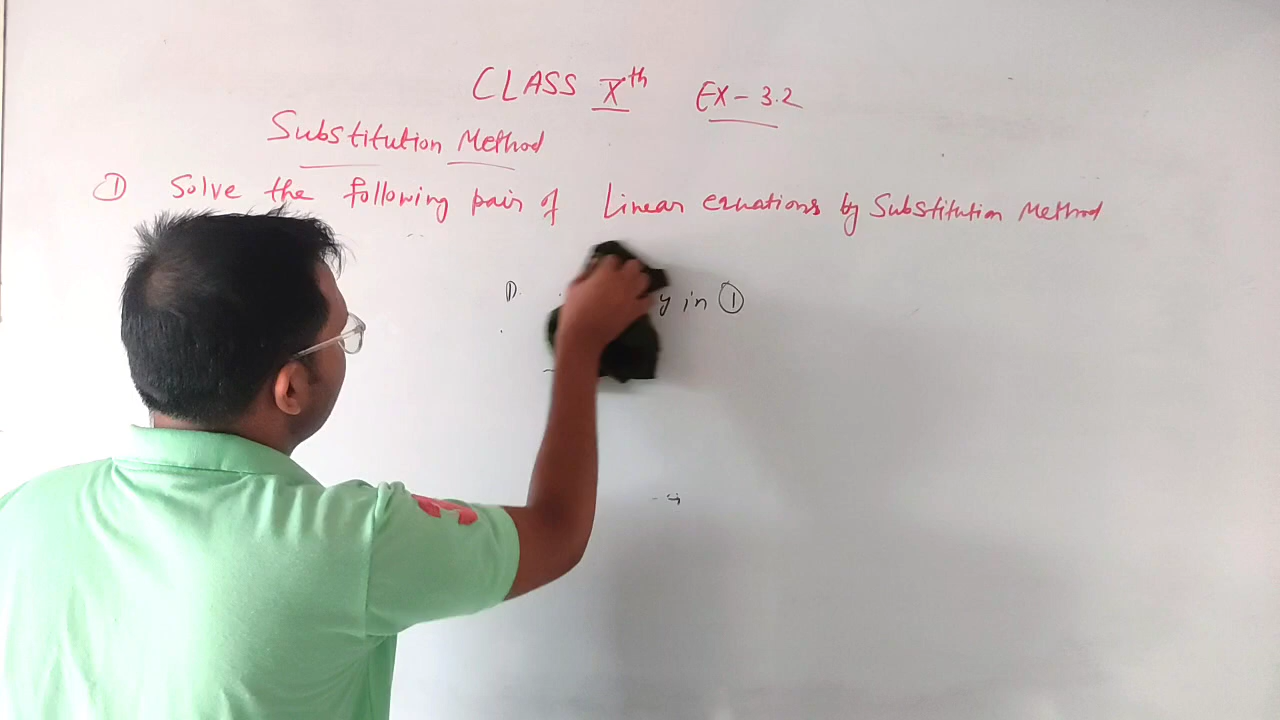 CLASS Xth EX-3.2
Substitution Method
① Solve the following pair of Linear equations by Substitution Method
y in ①